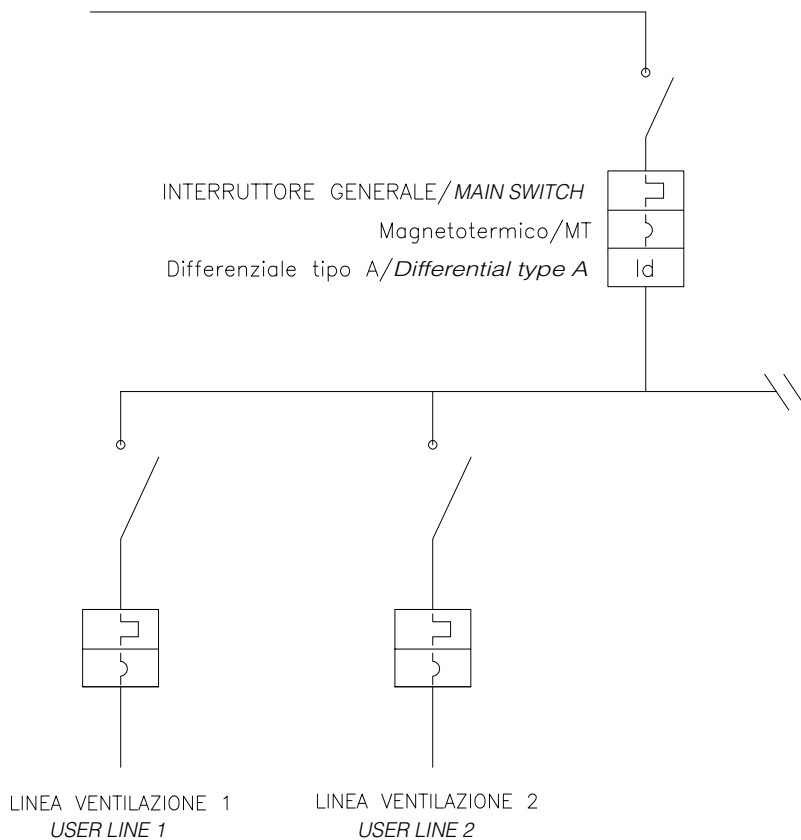 INTERRUTTORE GENERALE/MAIN SWITCH
Magnetotermico/MT
Differenziale tipo A/Differential type A
Id
LINEA VENTILAZIONE 1
USER LINE 1
LINEA VENTILAZIONE 2
USER LINE 2